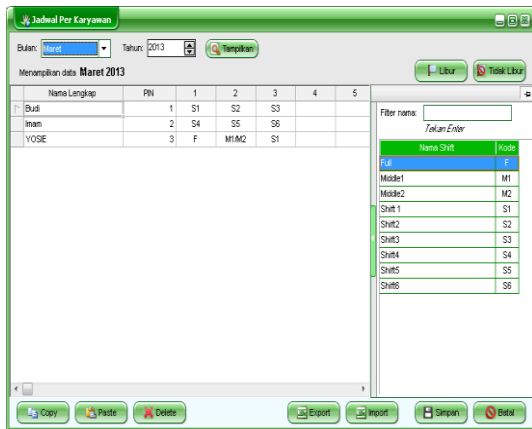 Jadwal Per Karyawan
Bulan: Maret Tahun: 2013 Tampilkan
Menampilkan data Maret 2013 Libur Tidak Libur
Nama Lengkap PIN 1 2 3 4 5
Budi 1 S1 S2 S3
Imam 2 S4 S5 S6
YOSIE 3 F M1/M2 S1
Filter nama:
Tekan Enter
Nama Shift Kode
Full F
Middle1 M1
Middle2 M2
Shift 1 S1
Shift2 S2
Shift3 S3
Shift4 S4
Shift5 S5
Shift6 S6
Copy Paste Delete Export Import Simpan Batal